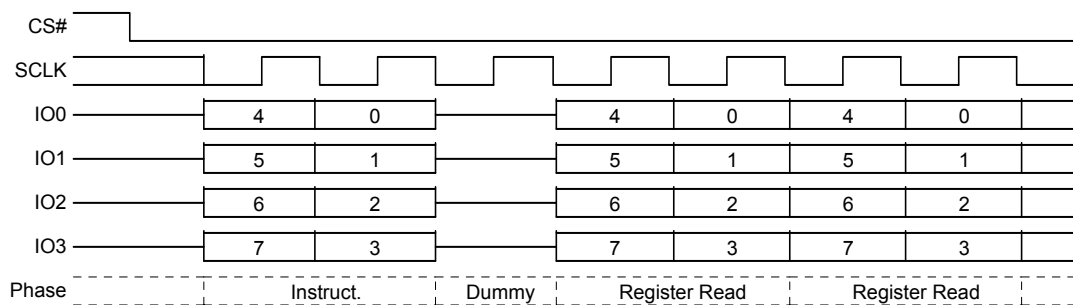 CS#
SCLK
IO0 4 0 4 0 4 0
IO1 5 1 5 1 5 1
IO2 6 2 6 2 6 2
IO3 7 3 7 3 7 3
Phase Instruct. Dummy Register Read Register Read